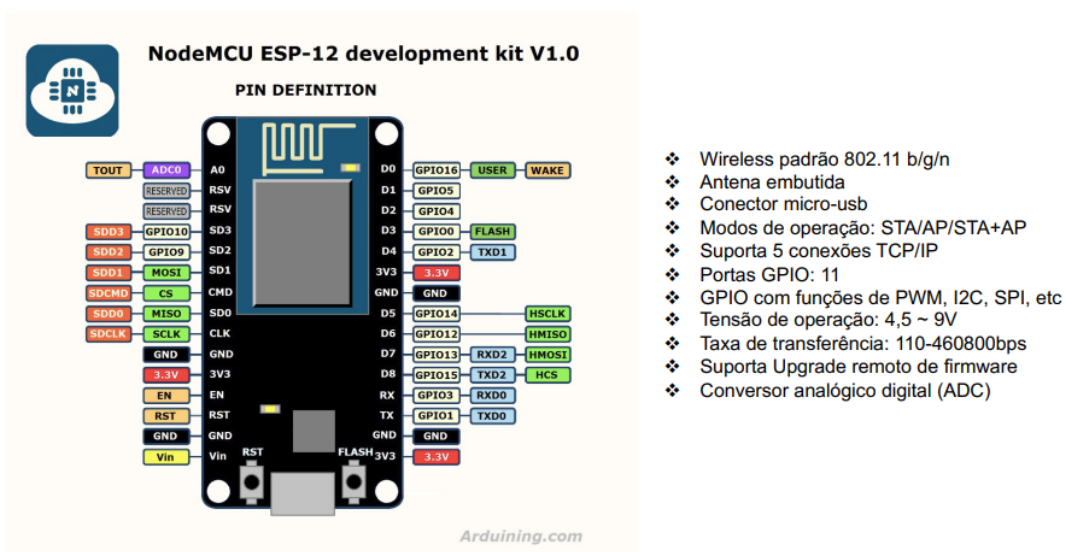 NodeMCU ESP-12 development kit V1.0
PIN DEFINITION
N
TOUT ADC0 A0 D0 GPIO16 USER WAKE
RESERVED RSV D1 GPIO5
RESERVED RSV D2 GPIO4
SDD3 GPIO10 SD3 D3 GPIO0 FLASH
SDD2 GPIO9 SD2 D4 GPIO2 TXD1
SDD1 MOSI SD1 3V3 3.3V
SDCMD CS CMD GND GND
SDD0 MISO SD0 D5 GPIO14 HSCLK
SDCLK SCLK CLK D6 GPIO12 HMISO
GND GND D7 GPIO13 RXD2 HMOSI
3.3V 3V3 D8 GPIO15 TXD2 HCS
EN EN RX GPIO3 RXD0
RST RST TX GPIO1 TXD0
GND GND GND GND
Vin Vin RST FLASH 3V3 3.3V
Arduining.com
❖ Wireless padrão 802.11 b/g/n
❖ Antena embutida
❖ Conector micro-usb
❖ Modos de operação: STA/AP/STA+AP
❖ Suporta 5 conexões TCP/IP
❖ Portas GPIO: 11
❖ GPIO com funções de PWM, I2C, SPI, etc
❖ Tensão de operação: 4,5 ~ 9V
❖ Taxa de transferência: 110-460800bps
❖ Suporta Upgrade remoto de firmware
❖ Conversor analógico digital (ADC)